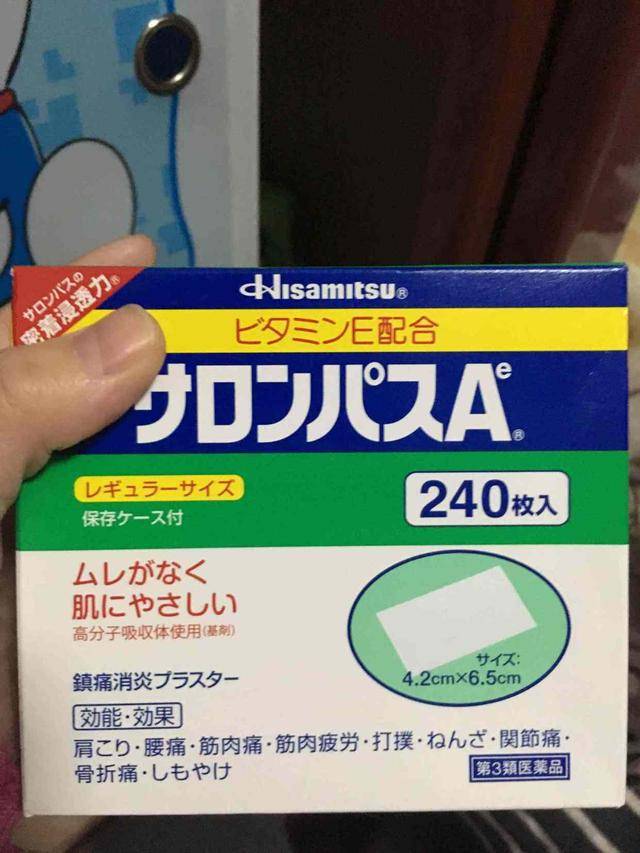 サロンパスの
密着浸透力®
Hisamitsu®
ビタミンE配合
サロンパスAe®
レギュラーサイズ
保存ケース付
240枚入
ムレがなく
肌にやさしい
高分子吸収体使用(基剤)
サイズ:
4.2cm×6.5cm
鎮痛消炎プラスター
効能・効果
肩こり・腰痛・筋肉痛・筋肉疲労・打撲・ねんざ・関節痛・
骨折痛・しもやけ
第3類医薬品